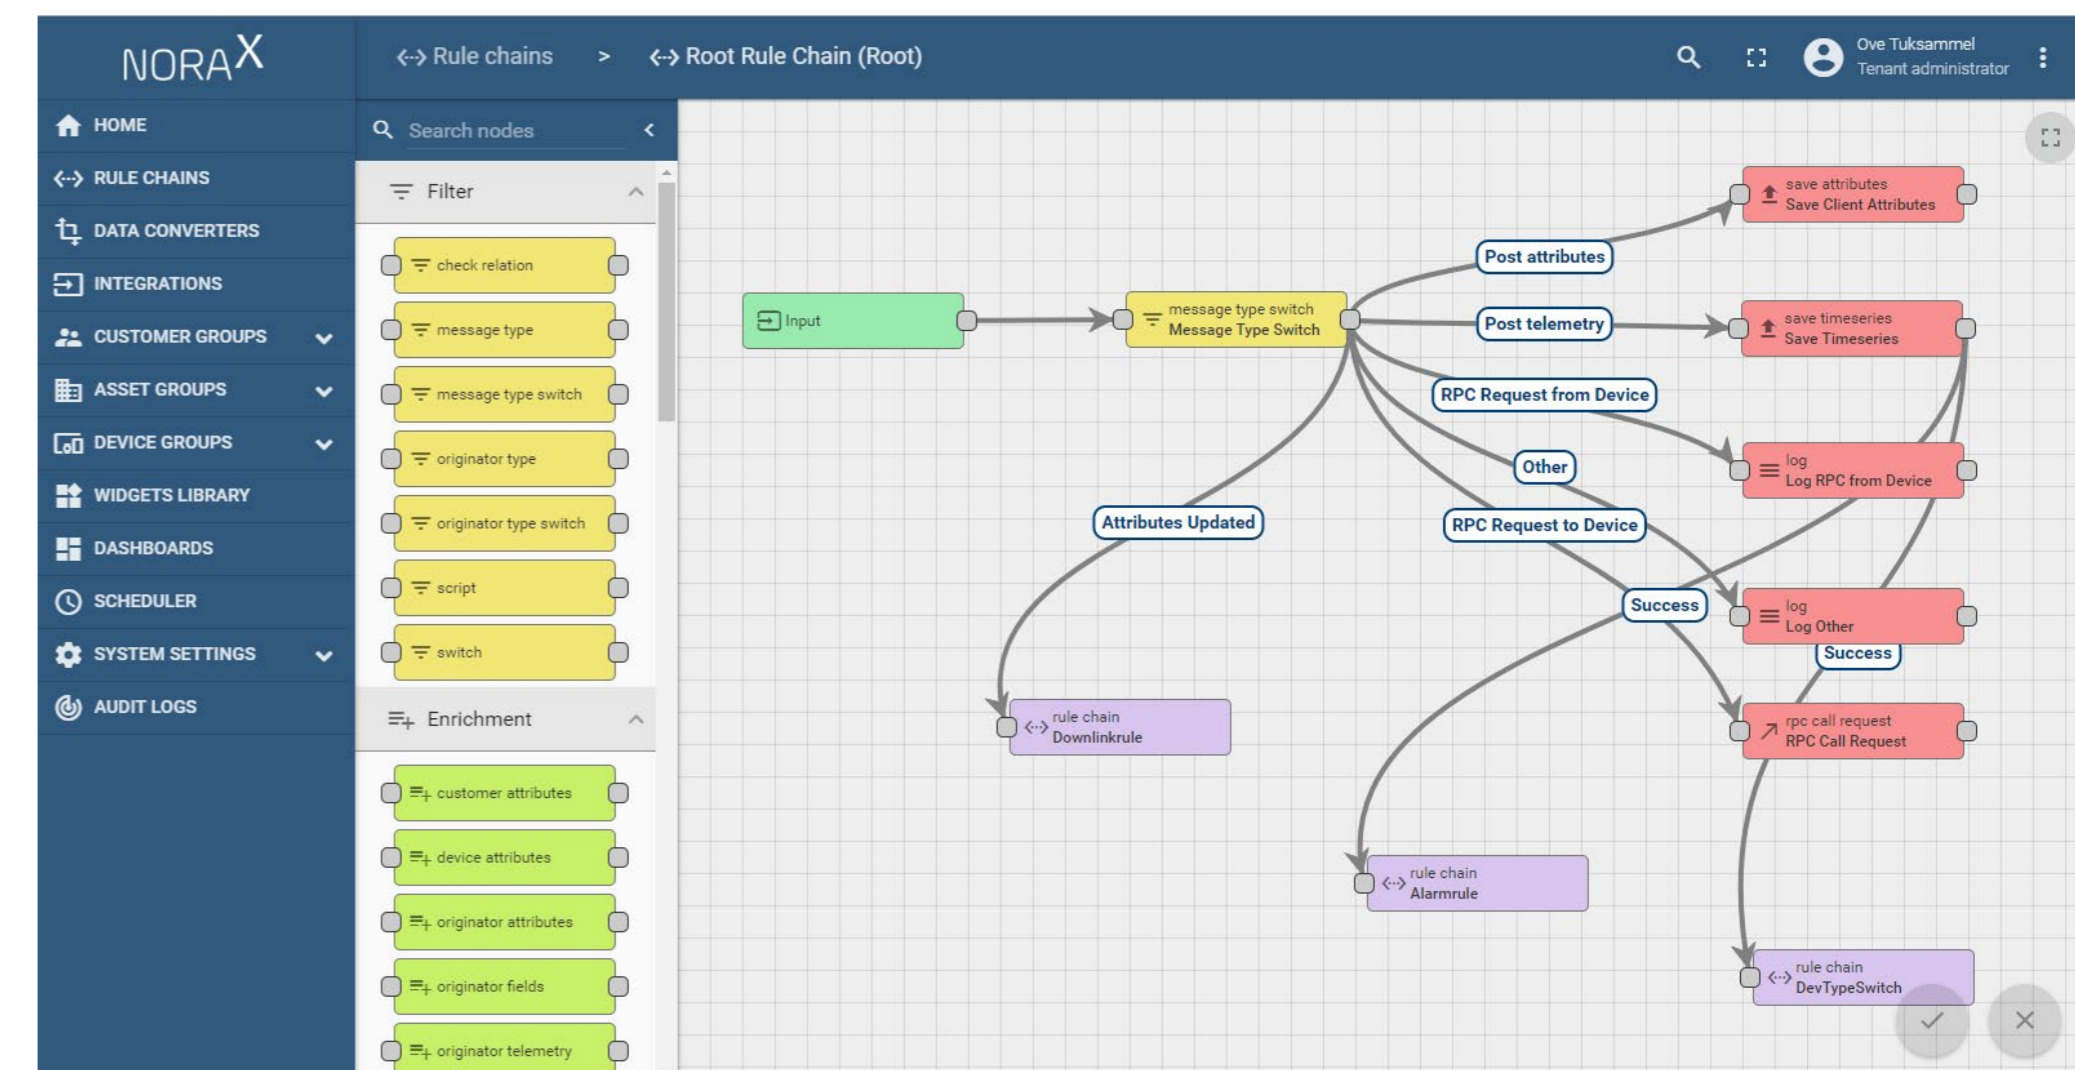 NORA X
Rule chains > Root Rule Chain (Root)
Ove Tuksammel
Tenant administrator
HOME
RULE CHAINS
DATA CONVERTERS
INTEGRATIONS
CUSTOMER GROUPS
ASSET GROUPS
DEVICE GROUPS
WIDGETS LIBRARY
DASHBOARDS
SCHEDULER
SYSTEM SETTINGS
AUDIT LOGS
Search nodes
Filter
check relation
message type
message type switch
originator type
originator type switch
script
switch
Enrichment
customer attributes
device attributes
originator attributes
originator fields
originator telemetry
Input
message type switch
Message Type Switch
Post attributes
Post telemetry
RPC Request from Device
Other
Attributes Updated
RPC Request to Device
Success
Success
save attributes
Save Client Attributes
save timeseries
Save Timeseries
log
Log RPC from Device
log
Log Other
rpc call request
RPC Call Request
rule chain
Downlinkrule
rule chain
Alarmrule
rule chain
DevTypeSwitch